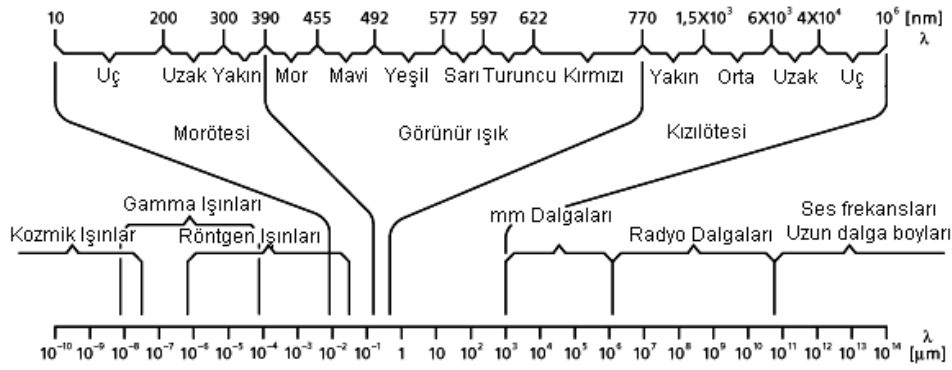 10 200 300 390 455 492 577 597 622 770 1,5X10³ 6X10³ 4X10⁴ 10⁶ [nm]
λ
Uç Uzak Yakın Mor Mavi Yeşil Sarı Turuncu Kırmızı Yakın Orta Uzak Uç
Morötesi Görünür ışık Kızılötesi
Gamma Işınları mm Dalgaları Ses frekansları
Kozmik Işınlar Röntgen Işınları Radyo Dalgaları Uzun dalga boyları
λ
10⁻¹⁰ 10⁻⁹ 10⁻⁸ 10⁻⁷ 10⁻⁶ 10⁻⁵ 10⁻⁴ 10⁻³ 10⁻² 10⁻¹ 1 10 10² 10³ 10⁴ 10⁵ 10⁶ 10⁷ 10⁸ 10⁹ 10¹⁰ 10¹¹ 10¹² 10¹³ 10¹⁴ [µm]